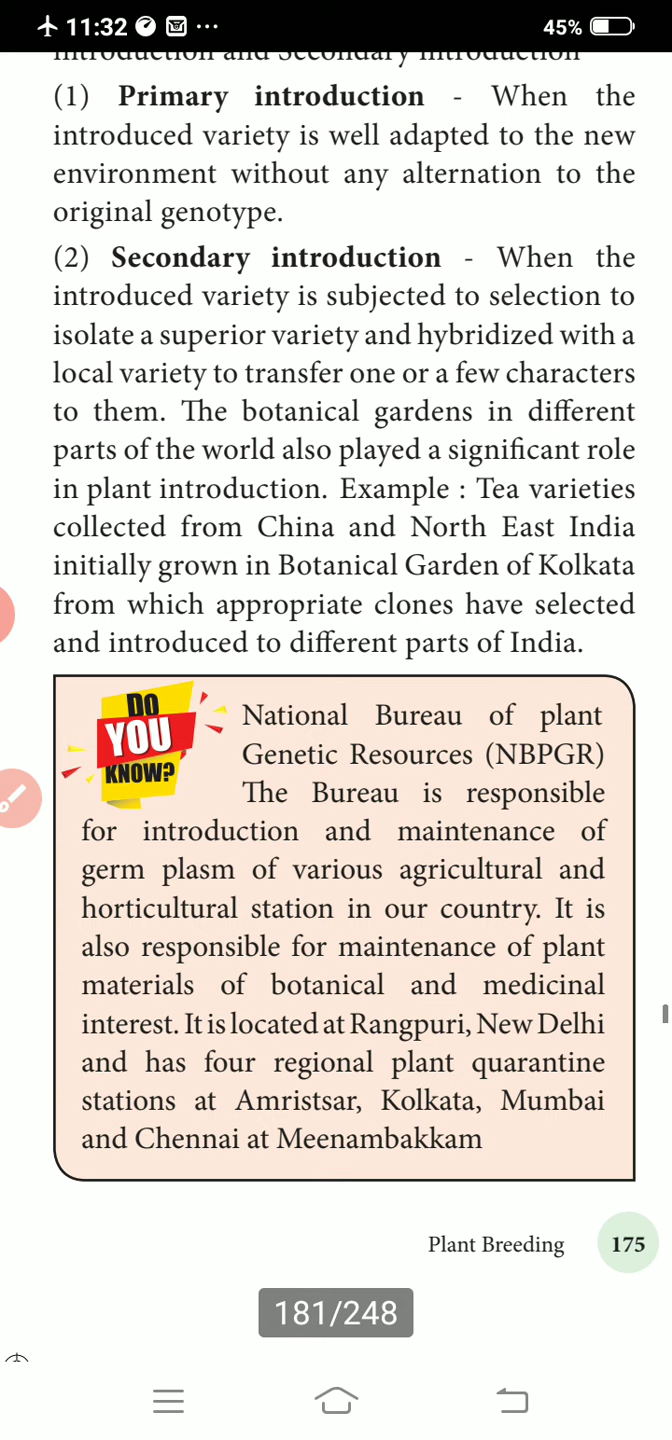 11:32 ... 45%
introduction and Secondary introduction
(1) Primary introduction - When the
introduced variety is well adapted to the new
environment without any alternation to the
original genotype.
(2) Secondary introduction - When the
introduced variety is subjected to selection to
isolate a superior variety and hybridized with a
local variety to transfer one or a few characters
to them. The botanical gardens in different
parts of the world also played a significant role
in plant introduction. Example : Tea varieties
collected from China and North East India
initially grown in Botanical Garden of Kolkata
from which appropriate clones have selected
and introduced to different parts of India.
DO
YOU
KNOW?
National Bureau of plant
Genetic Resources (NBPGR)
The Bureau is responsible
for introduction and maintenance of
germ plasm of various agricultural and
horticultural station in our country. It is
also responsible for maintenance of plant
materials of botanical and medicinal
interest. It is located at Rangpuri, New Delhi
and has four regional plant quarantine
stations at Amristsar, Kolkata, Mumbai
and Chennai at Meenambakkam
Plant Breeding 175
181/248